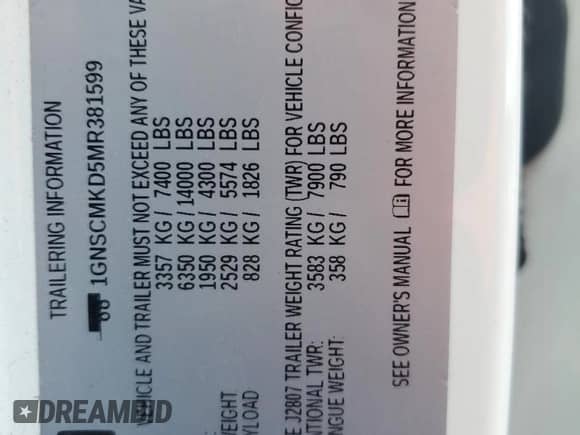 TRAILERING INFORMATION
1GNSCMKD5MR381599
VEHICLE AND TRAILER MUST NOT EXCEED ANY OF THESE VA
3357 KG / 7400 LBS
6350 KG / 14000 LBS
1950 KG / 4300 LBS
WEIGHT 2529 KG / 5574 LBS
YLOAD 828 KG / 1826 LBS
E J2807 TRAILER WEIGHT RATING (TWR) FOR VEHICLE CONFIG
NTIONAL TWR: 3583 KG / 7900 LBS
NGUE WEIGHT: 358 KG / 790 LBS
SEE OWNER'S MANUAL FOR MORE INFORMATION
DREAMBID